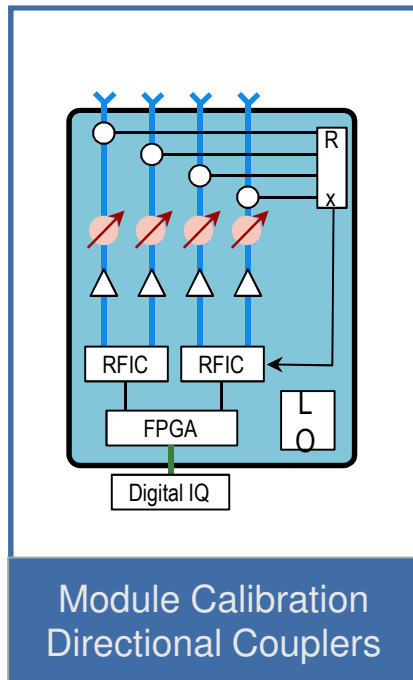 R
x
RFIC
RFIC
FPGA
L
O
Digital IQ
Module Calibration
Directional Couplers